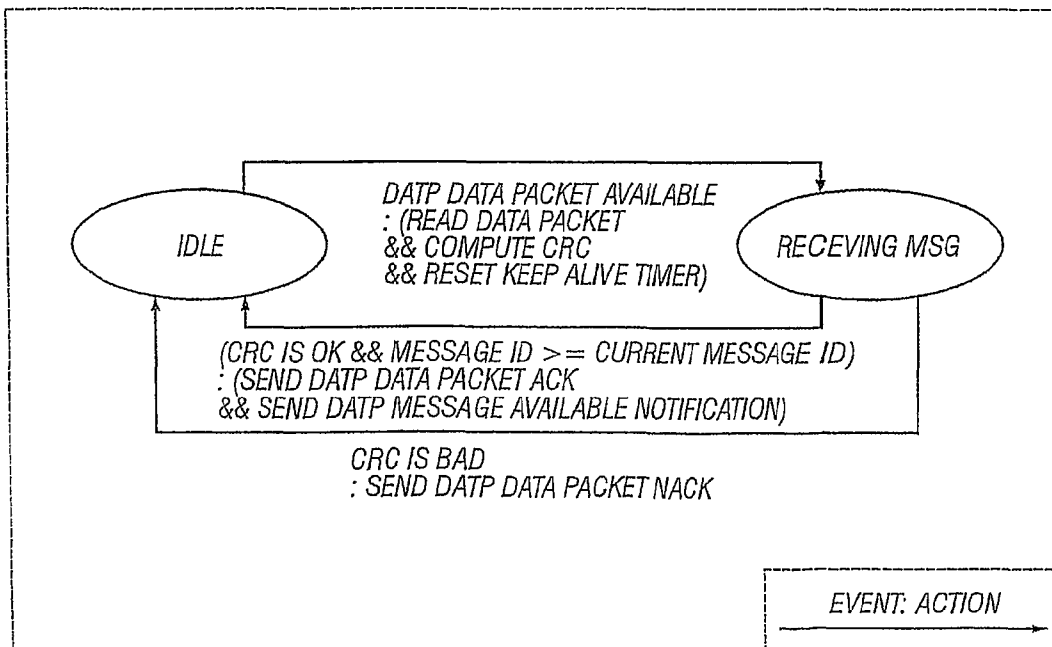 DATP DATA PACKET AVAILABLE
: (READ DATA PACKET
&& COMPUTE CRC
&& RESET KEEP ALIVE TIMER)
IDLE
RECEVING MSG
(CRC IS OK && MESSAGE ID >= CURRENT MESSAGE ID)
: (SEND DATP DATA PACKET ACK
&& SEND DATP MESSAGE AVAILABLE NOTIFICATION)
CRC IS BAD
: SEND DATP DATA PACKET NACK
EVENT: ACTION